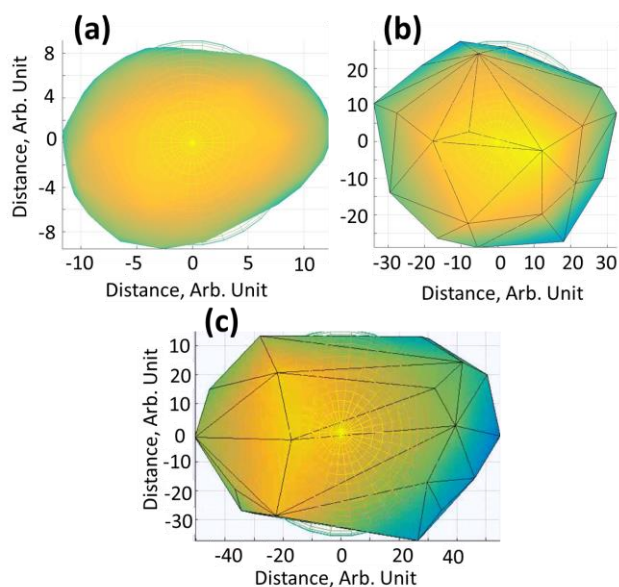 (a)
8
4
0
-4
-8
Distance, Arb. Unit
-10 -5 0 5 10
Distance, Arb. Unit
(b)
20
10
0
-10
-20
Distance, Arb. Unit
-30 -20 -10 0 10 20 30
Distance, Arb. Unit
(c)
10
20
10
0
-10
-20
-30
Distance, Arb. Unit
-40 -20 0 20 40
Distance, Arb. Unit